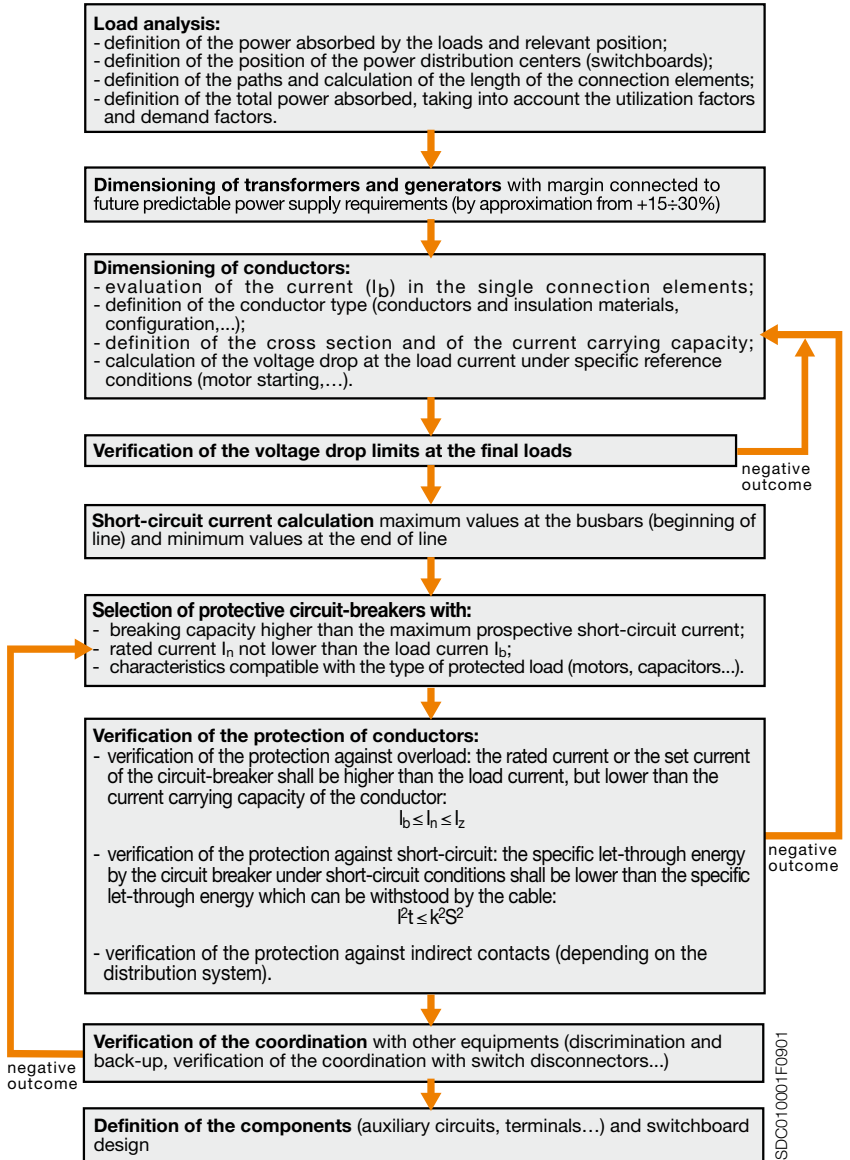 Load analysis:
- definition of the power absorbed by the loads and relevant position;
- definition of the position of the power distribution centers (switchboards);
- definition of the paths and calculation of the length of the connection elements;
- definition of the total power absorbed, taking into account the utilization factors
and demand factors.
Dimensioning of transformers and generators with margin connected to
future predictable power supply requirements (by approximation from +15÷30%)
Dimensioning of conductors:
- evaluation of the current (Ib) in the single connection elements;
- definition of the conductor type (conductors and insulation materials,
configuration,...);
- definition of the cross section and of the current carrying capacity;
- calculation of the voltage drop at the load current under specific reference
conditions (motor starting,…).
Verification of the voltage drop limits at the final loads
negative
outcome
Short-circuit current calculation maximum values at the busbars (beginning of
line) and minimum values at the end of line
Selection of protective circuit-breakers with:
- breaking capacity higher than the maximum prospective short-circuit current;
- rated current In not lower than the load curren Ib;
- characteristics compatible with the type of protected load (motors, capacitors...).
Verification of the protection of conductors:
- verification of the protection against overload: the rated current or the set current
of the circuit-breaker shall be higher than the load current, but lower than the
current carrying capacity of the conductor:
Ib ≤ In ≤ Iz
- verification of the protection against short-circuit: the specific let-through energy
by the circuit breaker under short-circuit conditions shall be lower than the specific
let-through energy which can be withstood by the cable:
I²t ≤ k²S²
- verification of the protection against indirect contacts (depending on the
distribution system).
negative
outcome
Verification of the coordination with other equipments (discrimination and
back-up, verification of the coordination with switch disconnectors...)
negative
outcome
Definition of the components (auxiliary circuits, terminals…) and switchboard
design
SDC010001F0901